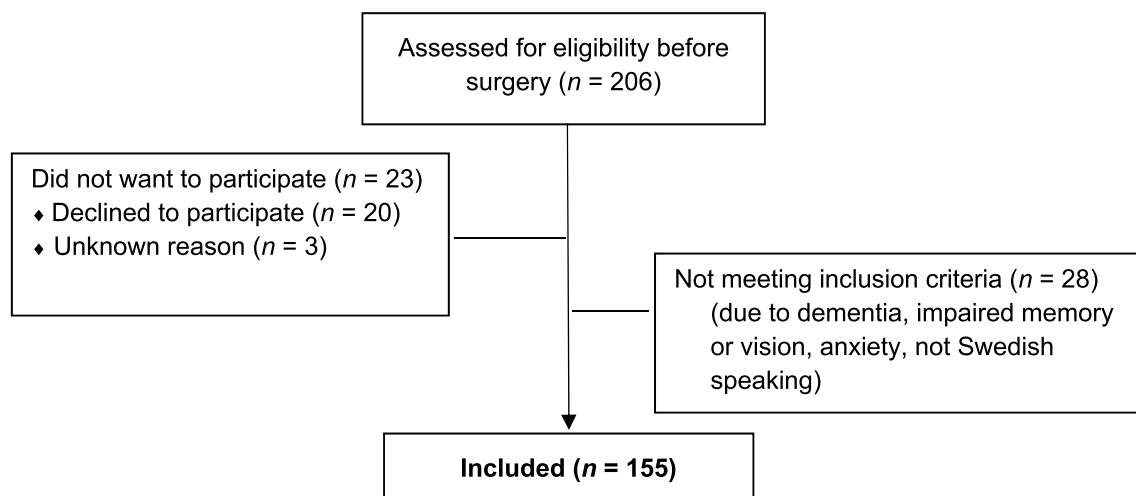 Assessed for eligibility before
surgery (n = 206)
Did not want to participate (n = 23)
♦ Declined to participate (n = 20)
♦ Unknown reason (n = 3)
Not meeting inclusion criteria (n = 28)
(due to dementia, impaired memory
or vision, anxiety, not Swedish
speaking)
Included (n = 155)